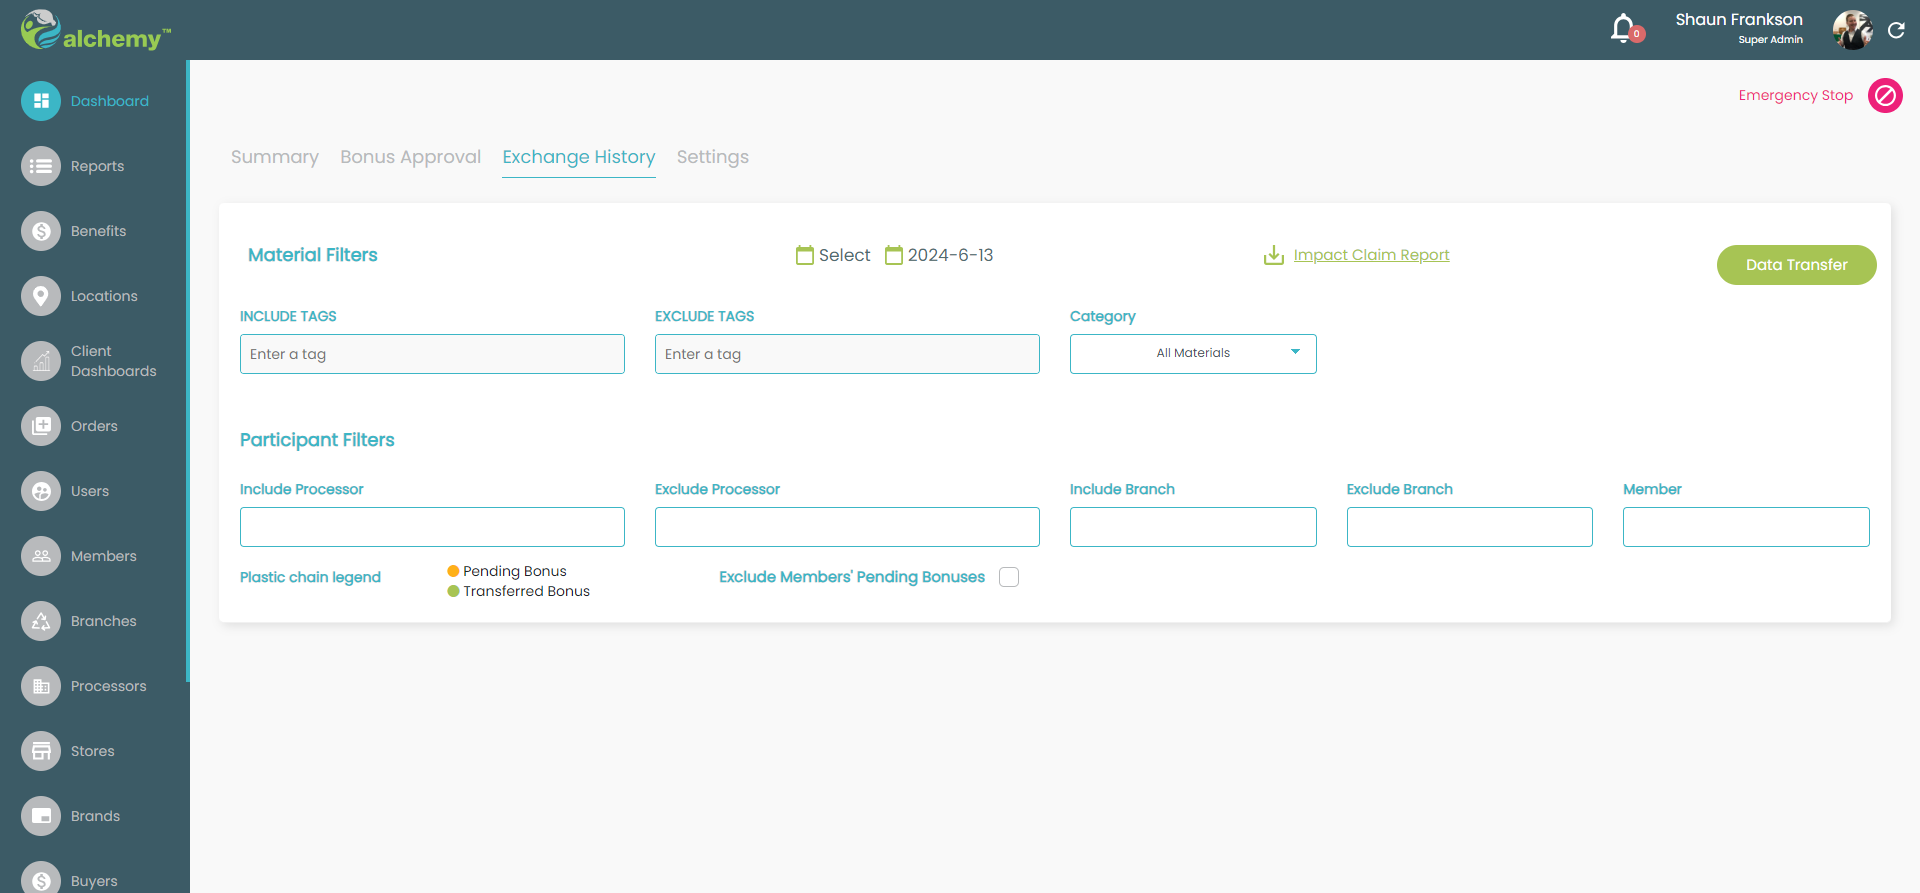 alchemy™
0
Shaun Frankson
Super Admin
Dashboard
Reports
Benefits
Locations
Client
Dashboards
Orders
Users
Members
Branches
Processors
Stores
Brands
Buyers
Emergency Stop
Summary Bonus Approval Exchange History Settings
Material Filters Select 2024-6-13 Impact Claim Report Data Transfer
INCLUDE TAGS EXCLUDE TAGS Category
Enter a tag Enter a tag All Materials
Participant Filters
Include Processor Exclude Processor Include Branch Exclude Branch Member
Plastic chain legend
Pending Bonus
Transferred Bonus
Exclude Members' Pending Bonuses